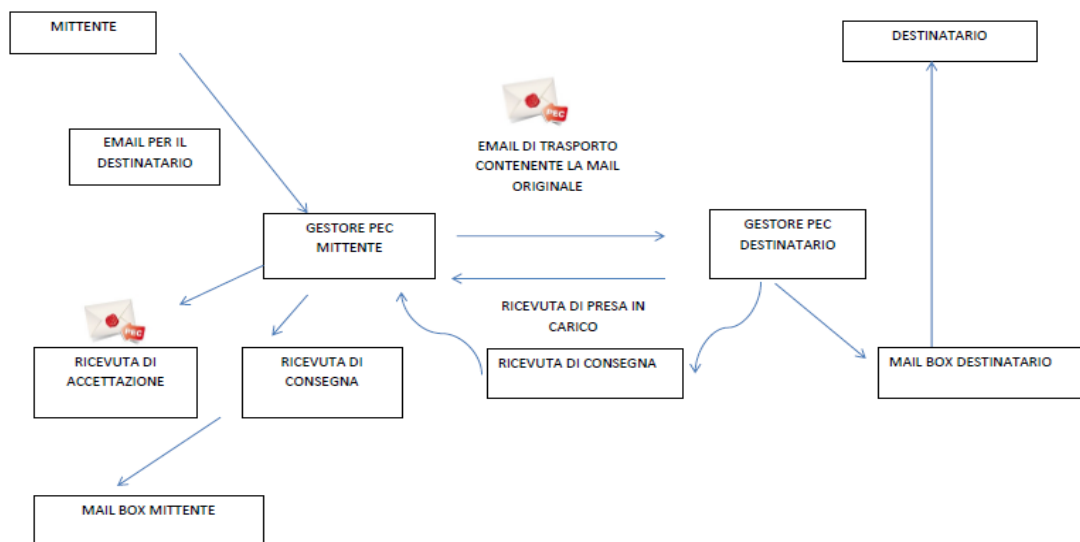 MITTENTE
DESTINATARIO
EMAIL PER IL
DESTINATARIO
PEC
EMAIL DI TRASPORTO
CONTENENTE LA MAIL
ORIGINALE
GESTORE PEC
MITTENTE
GESTORE PEC
DESTINATARIO
RICEVUTA DI PRESA IN
CARICO
PEC
RICEVUTA DI
ACCETTAZIONE
RICEVUTA DI
CONSEGNA
RICEVUTA DI CONSEGNA
MAIL BOX DESTINATARIO
MAIL BOX MITTENTE